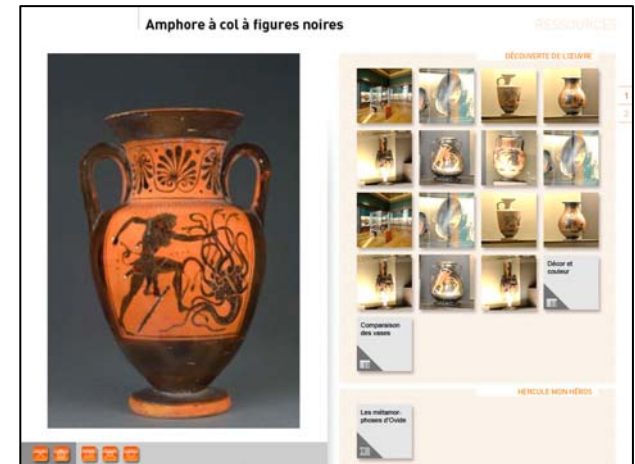 Amphore à col à figures noires
RESSOURCES
DÉCOUVERTE DE L'ŒUVRE
1
2
Décor et
couleur
Comparaison
des vases
HERCULE MON HÉROS
Les métamor-
phoses d'Ovide